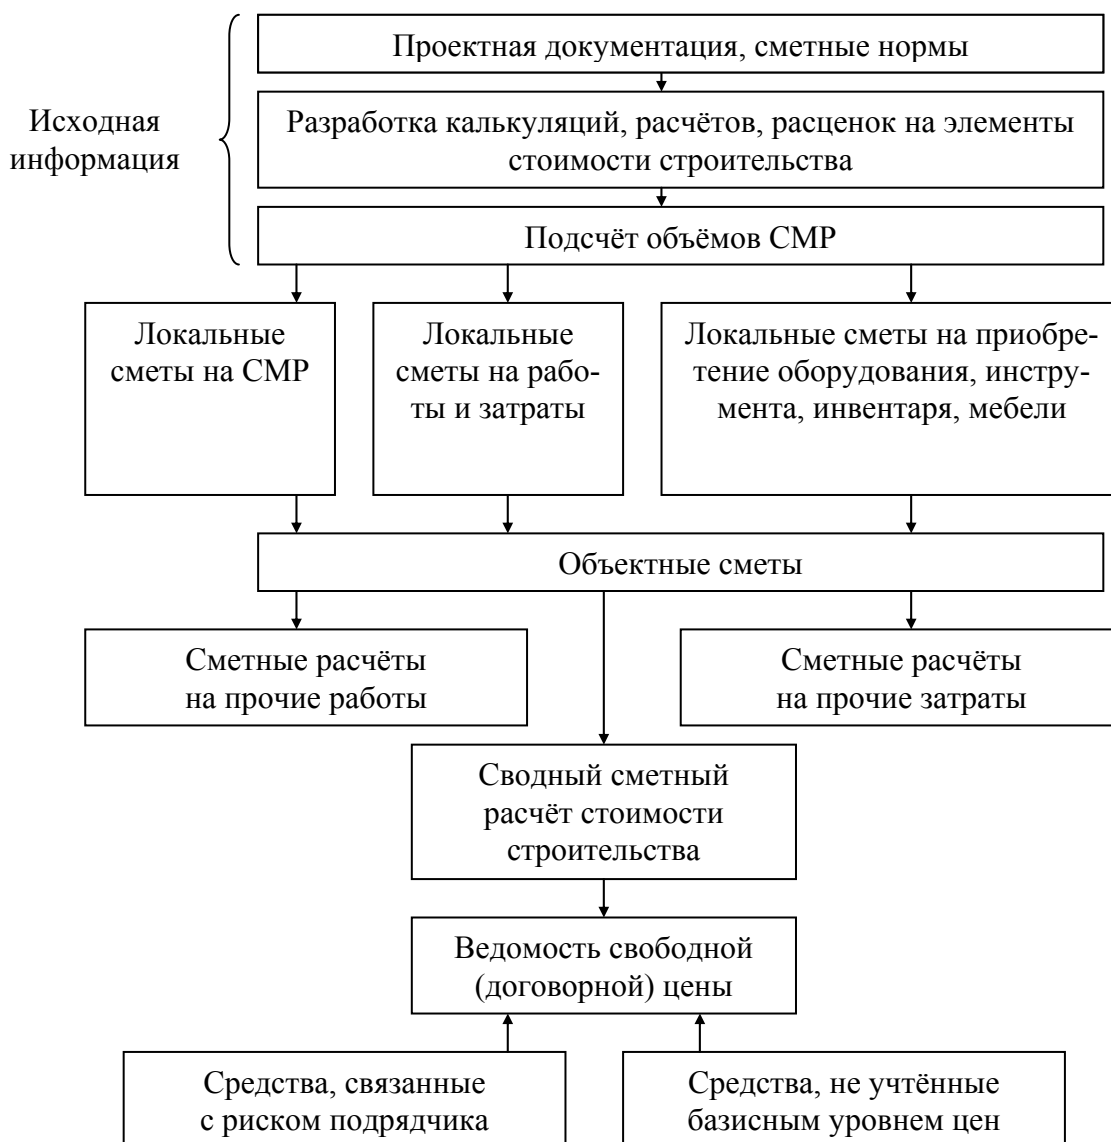 Проектная документация, сметные нормы
Исходная
информация
Разработка калькуляций, расчётов, расценок на элементы
стоимости строительства
Подсчёт объёмов СМР
Локальные
сметы на СМР
Локальные
сметы на рабо-
ты и затраты
Локальные сметы на приобре-
тение оборудования, инстру-
мента, инвентаря, мебели
Объектные сметы
Сметные расчёты
на прочие работы
Сметные расчёты
на прочие затраты
Сводный сметный
расчёт стоимости
строительства
Ведомость свободной
(договорной) цены
Средства, связанные
с риском подрядчика
Средства, не учтённые
базисным уровнем цен